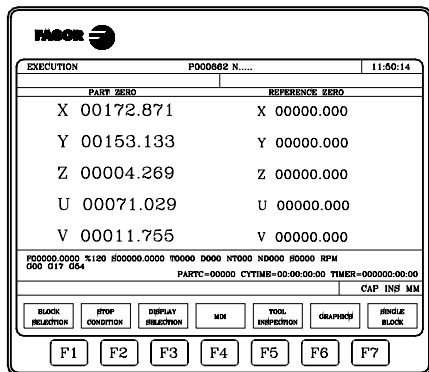 FAGOR
EXECUTION P000662 N..... 11:50:14
PART ZERO REFERENCE ZERO
X 00172.871 X 00000.000
Y 00153.133 Y 00000.000
Z 00004.269 Z 00000.000
U 00071.029 U 00000.000
V 00011.755 V 00000.000
F00000.0000 %120 S00000.0000 T0000 D000 NT000 ND000 S0000 RPM
G00 G17 G54
PARTC=00000 CYTIME=00:00:00:00 TIMER=000000:00:00
CAP INS MM
BLOCK SELECTION STOP CONDITION DISPLAY SELECTION MDI TOOL INSPECTION GRAPHICS SINGLE BLOCK
F1 F2 F3 F4 F5 F6 F7